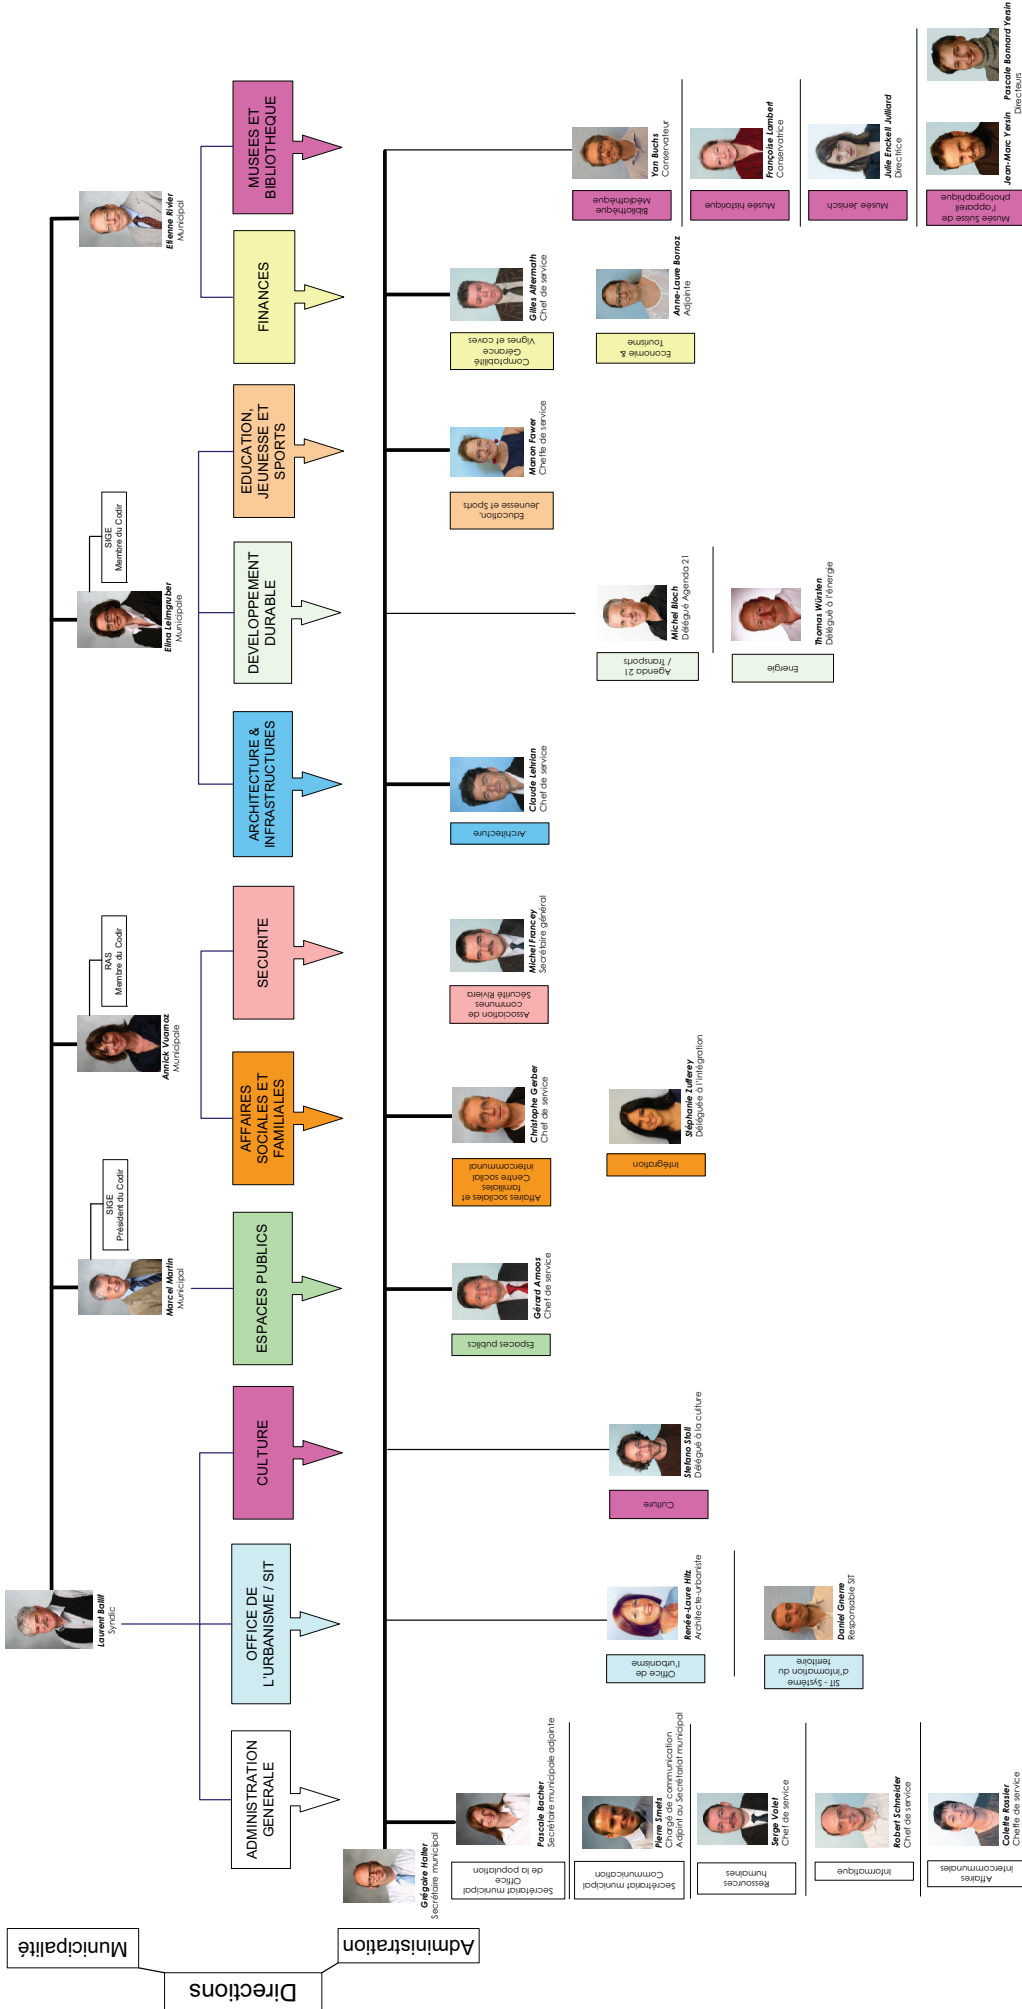 Municipalité
Directions
Administration
Laurent Ballif
Syndic
Marcel Martin
Municipal
SIGE
Président du Codir
Annick Vuarnoz
Municipale
RAS
Membre du Codir
Elina Leimgruber
Municipale
SIGE
Membre du Codir
Etienne Rivier
Municipal
ADMINISTRATION
GENERALE
OFFICE DE
L'URBANISME / SIT
CULTURE
ESPACES PUBLICS
AFFAIRES
SOCIALES ET
FAMILIALES
SECURITE
ARCHITECTURE &
INFRASTRUCTURES
DEVELOPPEMENT
DURABLE
EDUCATION,
JEUNESSE ET
SPORTS
FINANCES
MUSEES ET
BIBLIOTHEQUE
Grégoire Halter
Secrétaire municipal
Secrétariat municipal
Office
de la population
Pascale Bacher
Secrétaire municipale adjointe
Secrétariat municipal
Communication
Pierre Smets
Chargé de communication
Adjoint au Secrétariat municipal
Ressources
humaines
Serge Volet
Chef de service
Informatique
Robert Schneider
Chef de service
Affaires
intercommunales
Colette Rossier
Cheffe de service
Office de
l'urbanisme
Renée-Laure Hitz
Architecte-urbaniste
SIT - Système
d'information du
territoire
Daniel Gnerre
Responsable SIT
Culture
Stefano Stoll
Délégué à la culture
Espaces publics
Gérard Amoos
Chef de service
Affaires sociales et
familiales
Centre social
intercommunal
Christophe Gerber
Chef de service
Intégration
Stéphanie Zufferey
Déléguée à l'intégration
Association de
communes
Sécurité Riviera
Michel Francey
Secrétaire général
Architecture
Claude Lehrian
Chef de service
Agenda 21
/ Transports
Michel Bloch
Délégué Agenda 21
Energie
Thomas Würsten
Délégué à l'énergie
Education,
Jeunesse et Sports
Manon Fawer
Cheffe de service
Comptabilité
Gérance
Vignes et caves
Gilles Altermath
Chef de service
Economie &
Tourisme
Anne-Laure Bornoz
Adjointe
Bibliothèque
Médiathèque
Yan Buchs
Conservateur
Musée historique
Françoise Lambert
Conservatrice
Musée Jenisch
Julie Enckell Julliard
Directrice
Musée Suisse de
l'appareil
photographique
Jean-Marc Yersin Pascale Bonnard Yersin
Directeurs